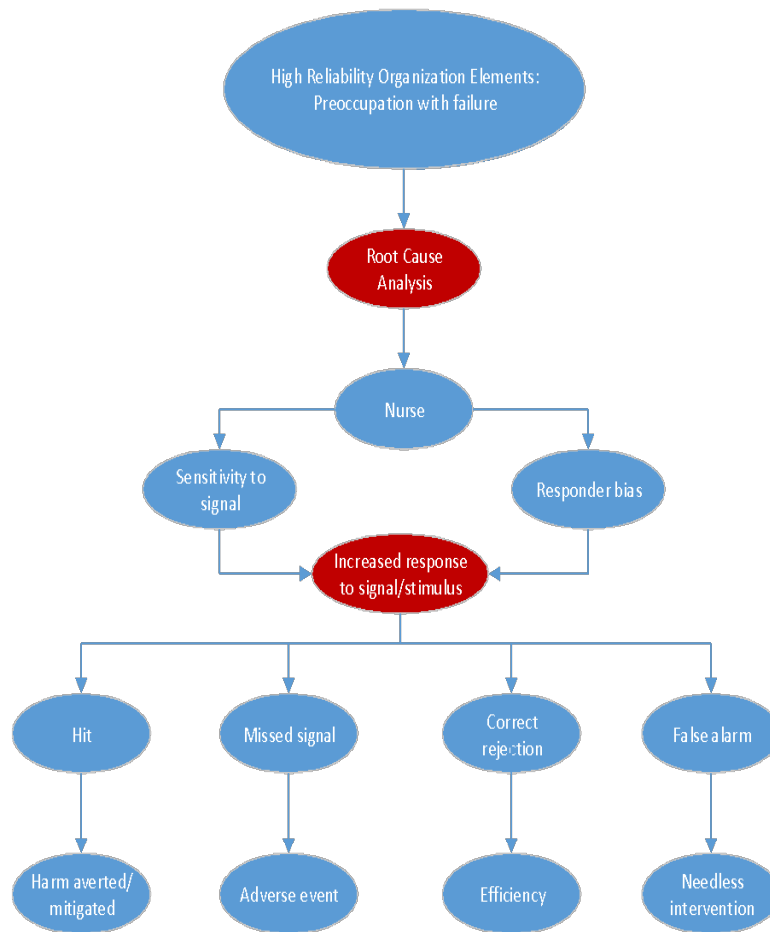 High Reliability Organization Elements:
Preoccupation with failure
Root Cause
Analysis
Nurse
Sensitivity to
signal
Responder bias
Increased response
to signal/stimulus
Hit
Missed signal
Correct
rejection
False alarm
Harm averted/
mitigated
Adverse event
Efficiency
Needless
intervention